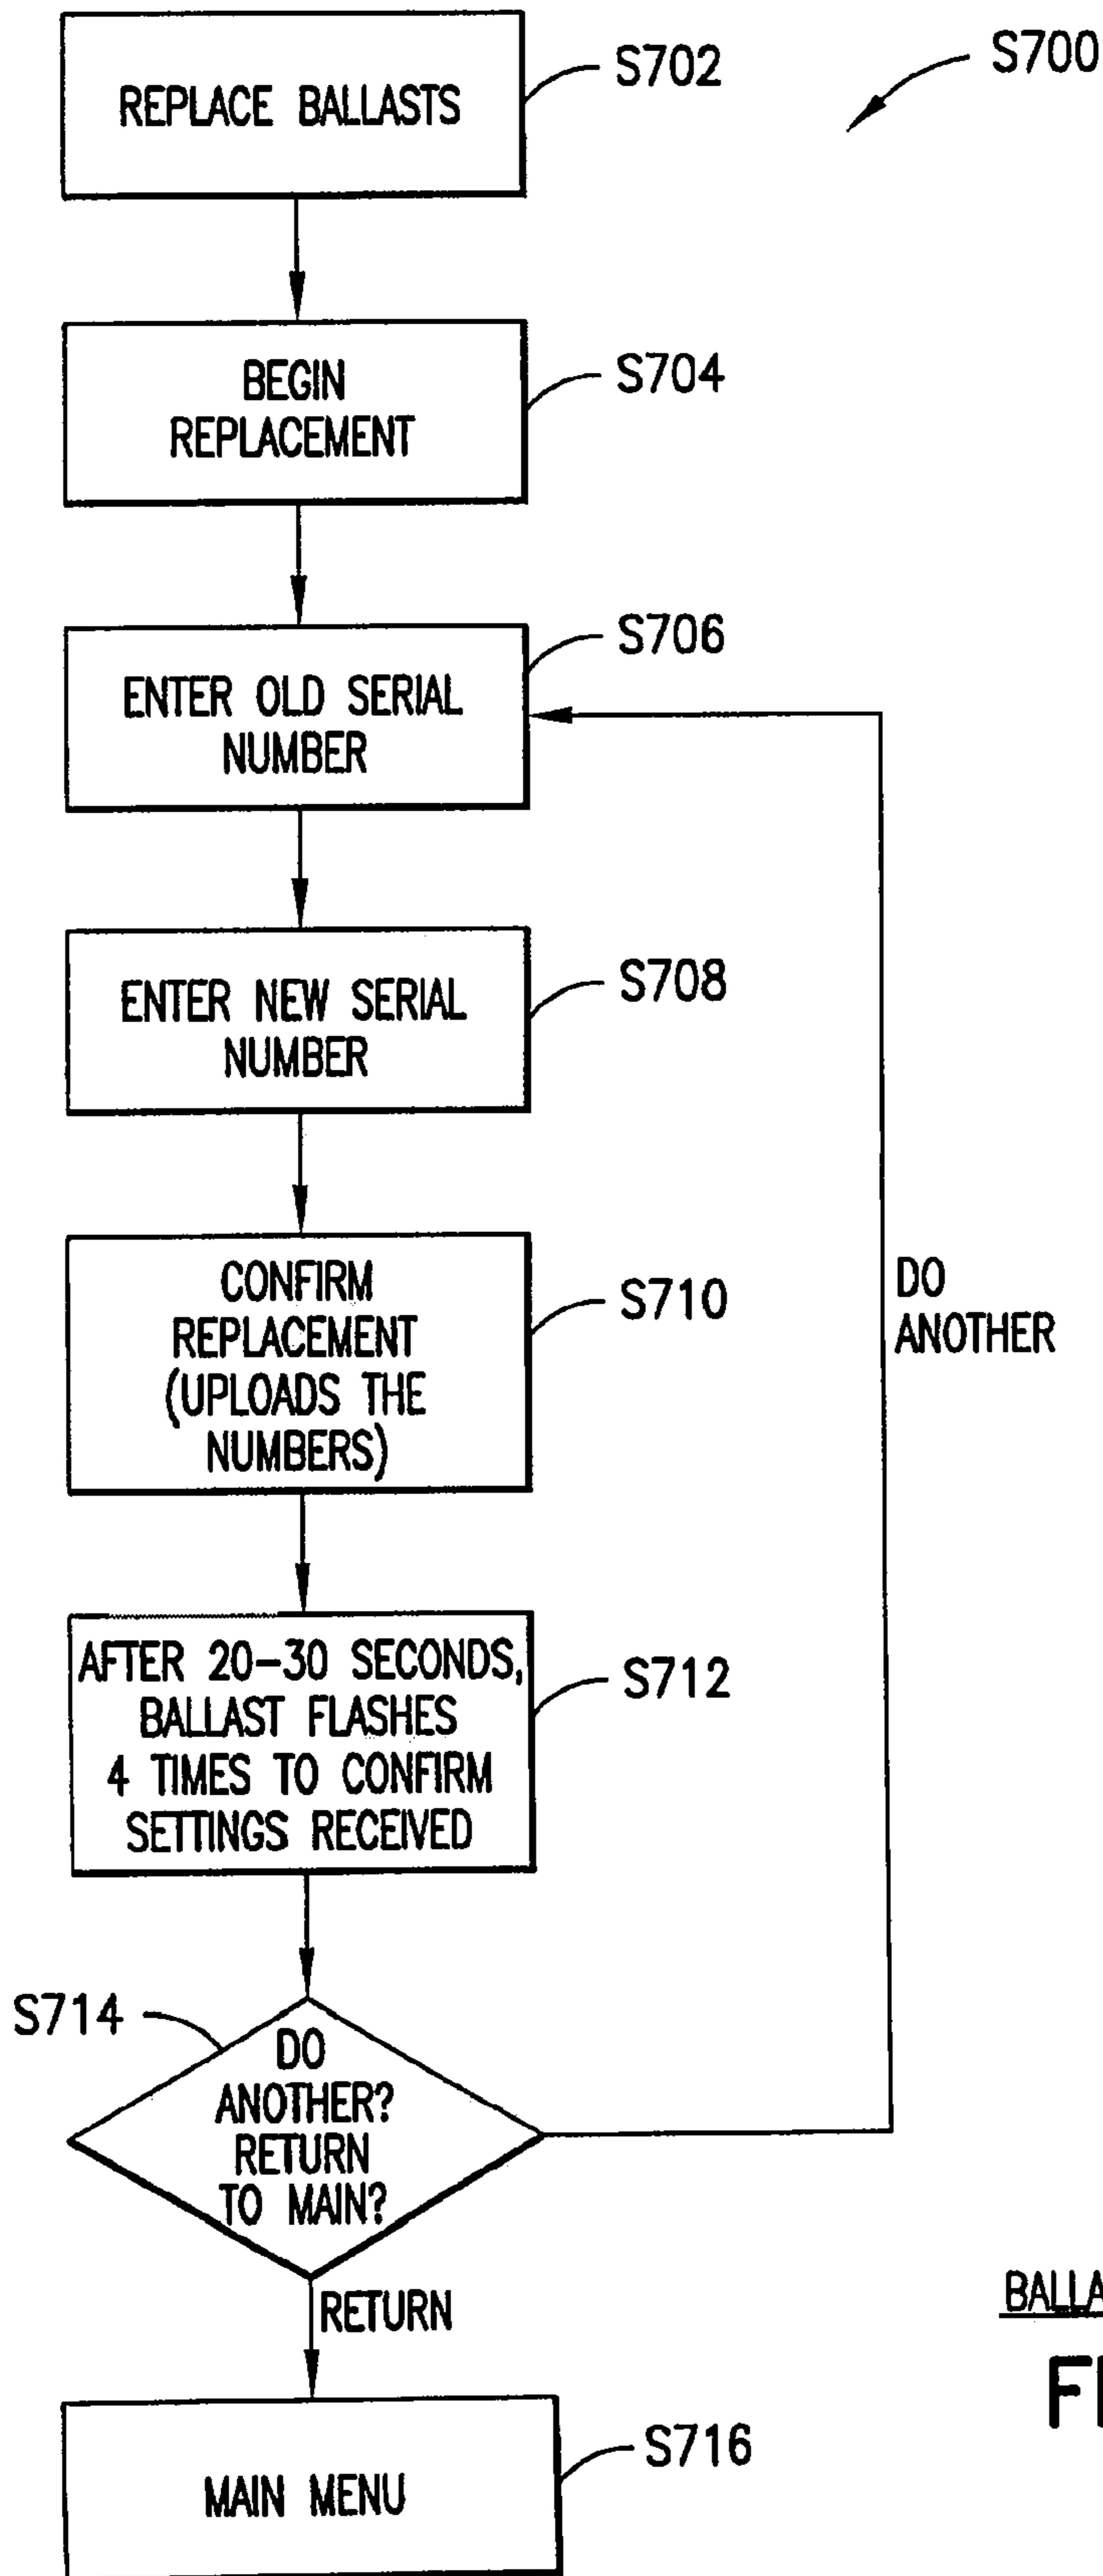 S700
REPLACE BALLASTS
S702
BEGIN
REPLACEMENT
S704
ENTER OLD SERIAL
NUMBER
S706
ENTER NEW SERIAL
NUMBER
S708
CONFIRM
REPLACEMENT
(UPLOADS THE
NUMBERS)
S710
DO
ANOTHER
AFTER 20-30 SECONDS,
BALLAST FLASHES
4 TIMES TO CONFIRM
SETTINGS RECEIVED
S712
S714
DO
ANOTHER?
RETURN
TO MAIN?
RETURN
MAIN MENU
S716